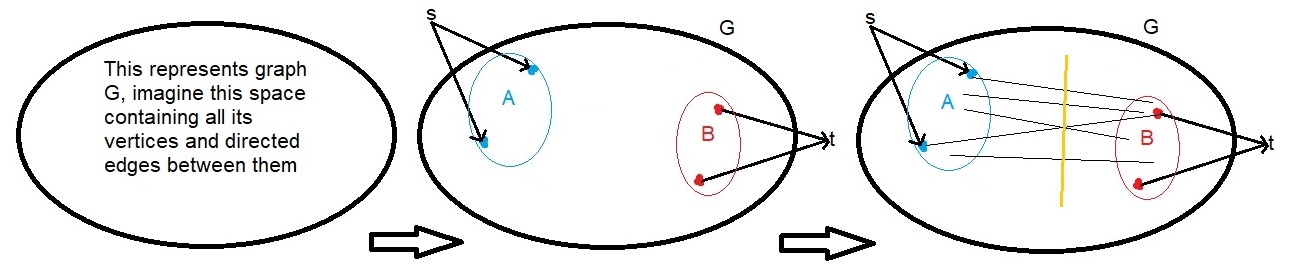 This represents graph
G, imagine this space
containing all its
vertices and directed
edges between them
s
G
A
B
t
s
G
A
B
t